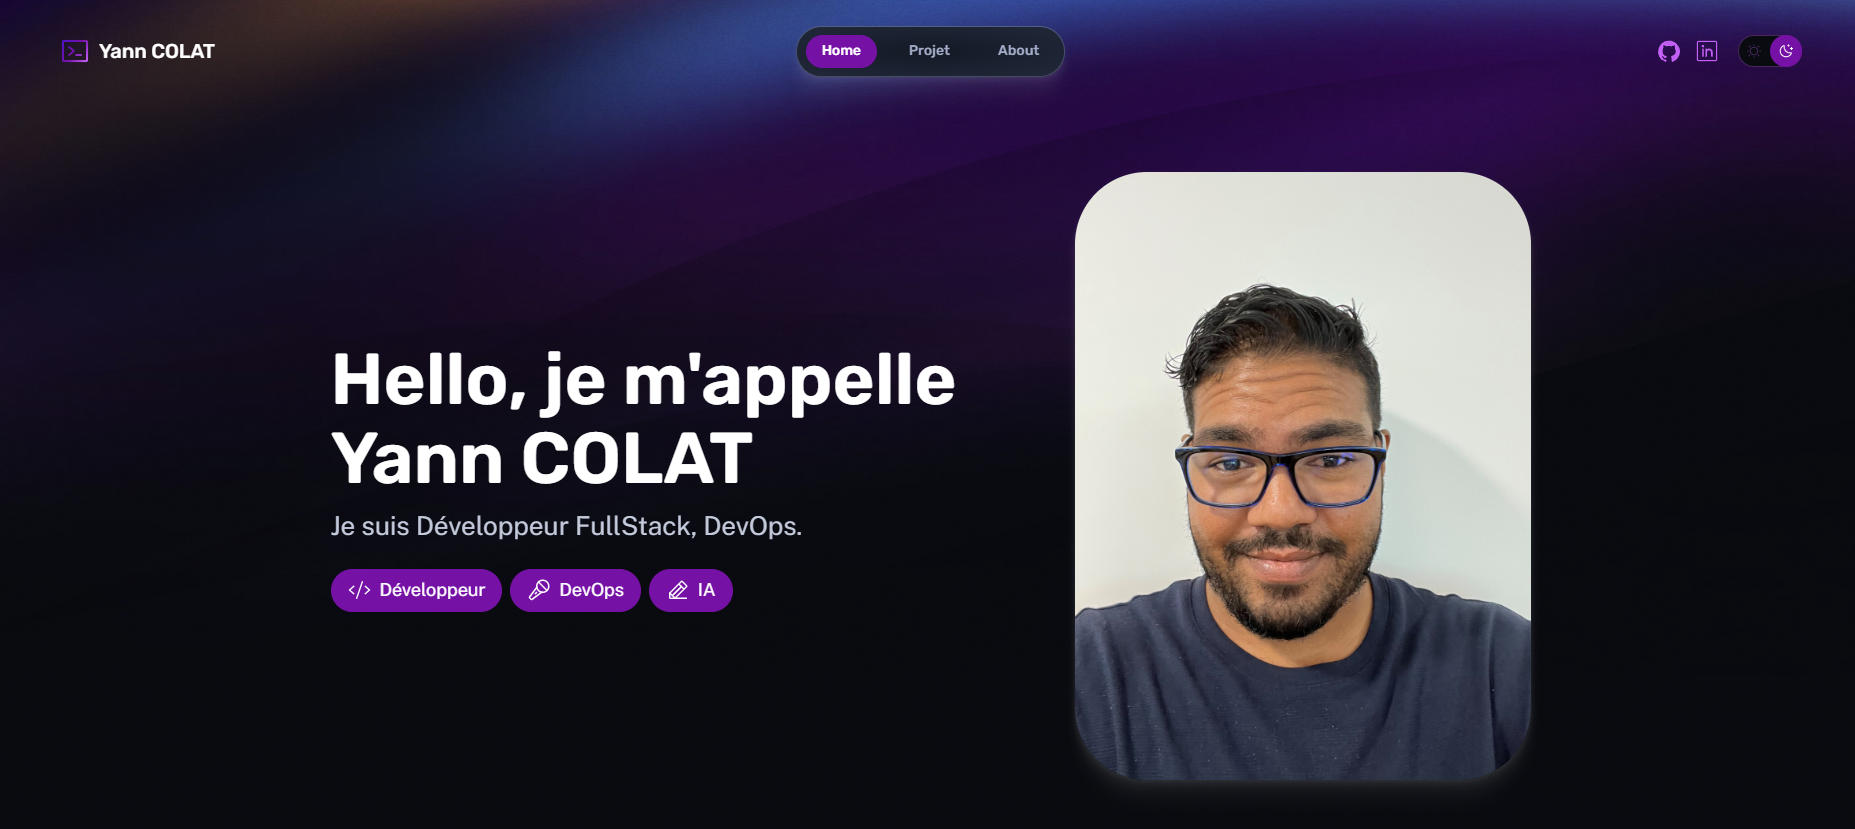 Yann COLAT
Home Projet About
Hello, je m'appelle
Yann COLAT
Je suis Développeur FullStack, DevOps.
Développeur DevOps IA